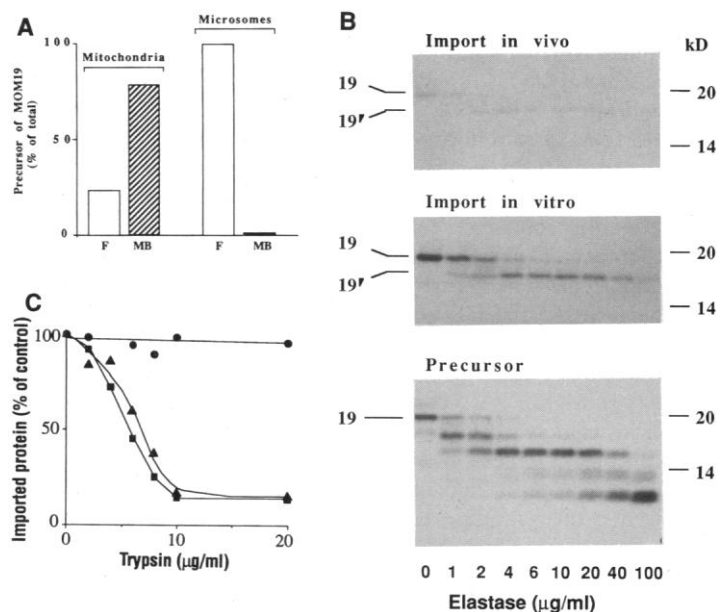 A
Microsomes
Mitochondria
Precursor of MOM19
(% of total)
100
50
0
F MB F MB
B
Import in vivo
kD
19
19′
20
14
Import in vitro
19
19′
20
14
Precursor
19
20
14
0 1 2 4 6 10 20 40 100
Elastase (μg/ml)
C
Imported protein (% of control)
100
50
0
0 10 20
Trypsin (μg/ml)